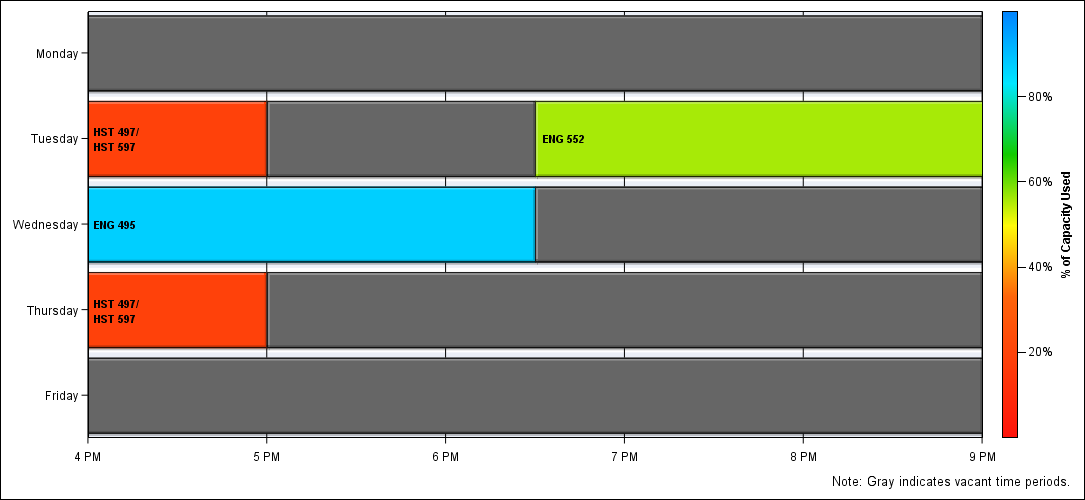 Monday
Tuesday
HST 497/
HST 597
ENG 552
Wednesday
ENG 495
Thursday
HST 497/
HST 597
Friday
4 PM
5 PM
6 PM
7 PM
8 PM
9 PM
80%
60%
40%
20%
% of Capacity Used
Note: Gray indicates vacant time periods.